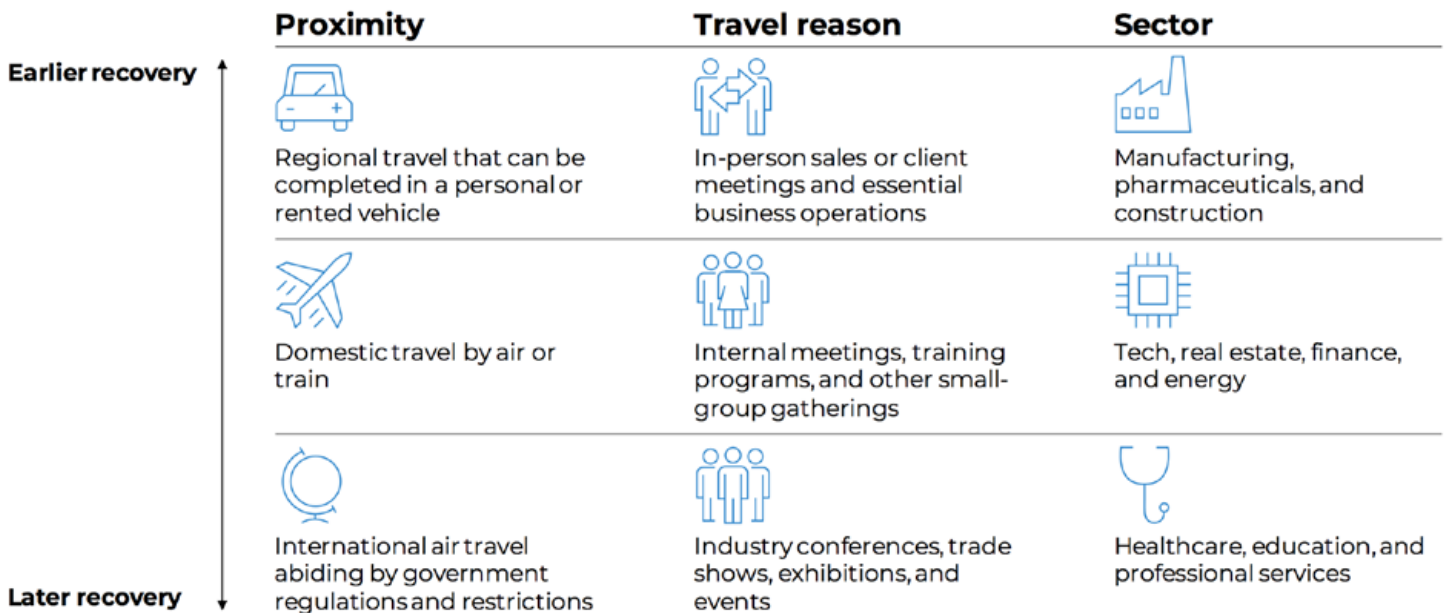 Proximity
Travel reason
Sector
Earlier recovery
Regional travel that can be
completed in a personal or
rented vehicle
In-person sales or client
meetings and essential
business operations
Manufacturing,
pharmaceuticals, and
construction
Domestic travel by air or
train
Internal meetings, training
programs, and other small-
group gatherings
Tech, real estate, finance,
and energy
International air travel
abiding by government
regulations and restrictions
Industry conferences, trade
shows, exhibitions, and
events
Healthcare, education, and
professional services
Later recovery